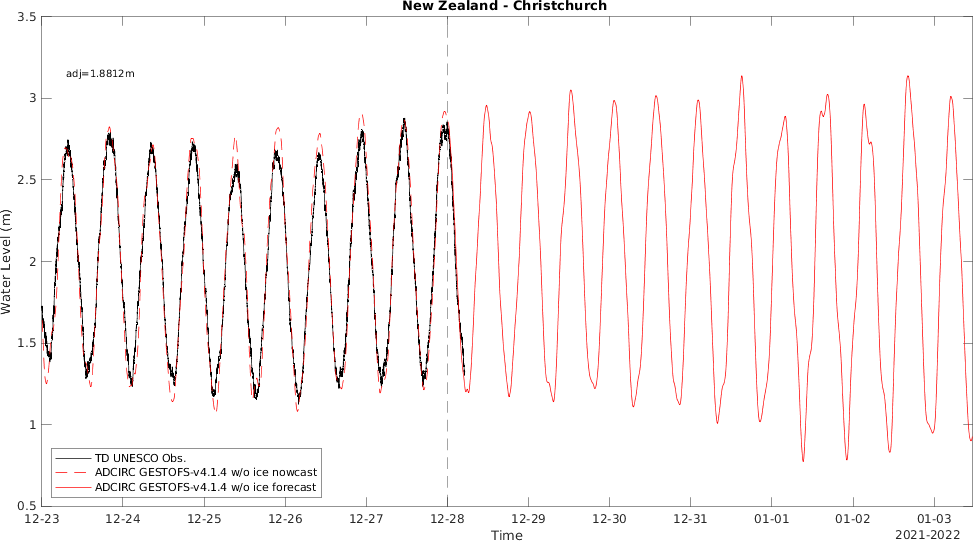 New Zealand - Christchurch
3.5
adj=1.8812m
3
2.5
2
1.5
1
0.5
Water Level (m)
TD UNESCO Obs.
ADCIRC GESTOFS-v4.1.4 w/o ice nowcast
ADCIRC GESTOFS-v4.1.4 w/o ice forecast
12-23 12-24 12-25 12-26 12-27 12-28 12-29 12-30 12-31 01-01 01-02 01-03
Time
2021-2022